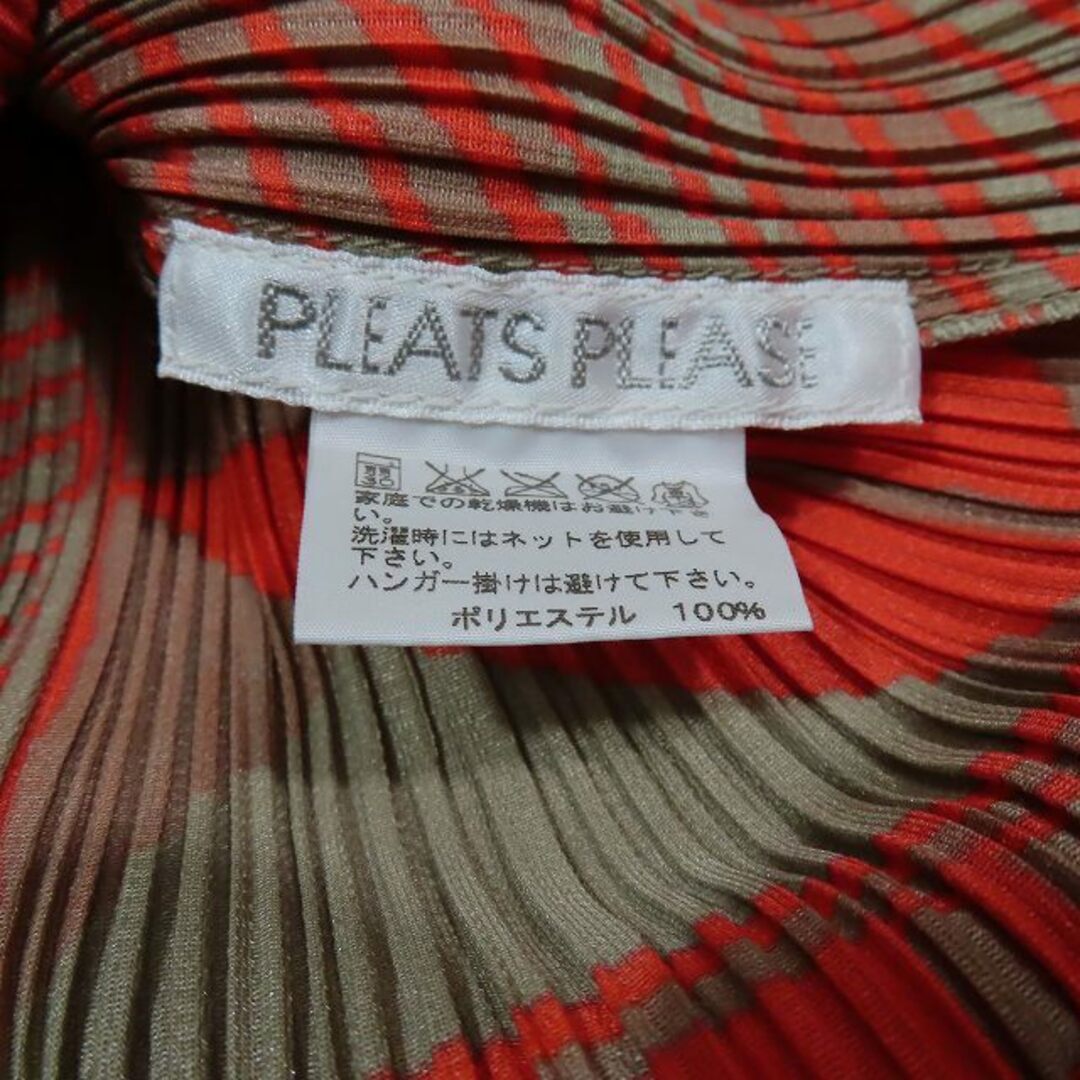 PLEATS PLEASE
家庭での乾燥機はお避け下さ
い。
洗濯時にはネットを使用して
下さい。
ハンガー掛けは避けて下さい。
ポリエステル 100%